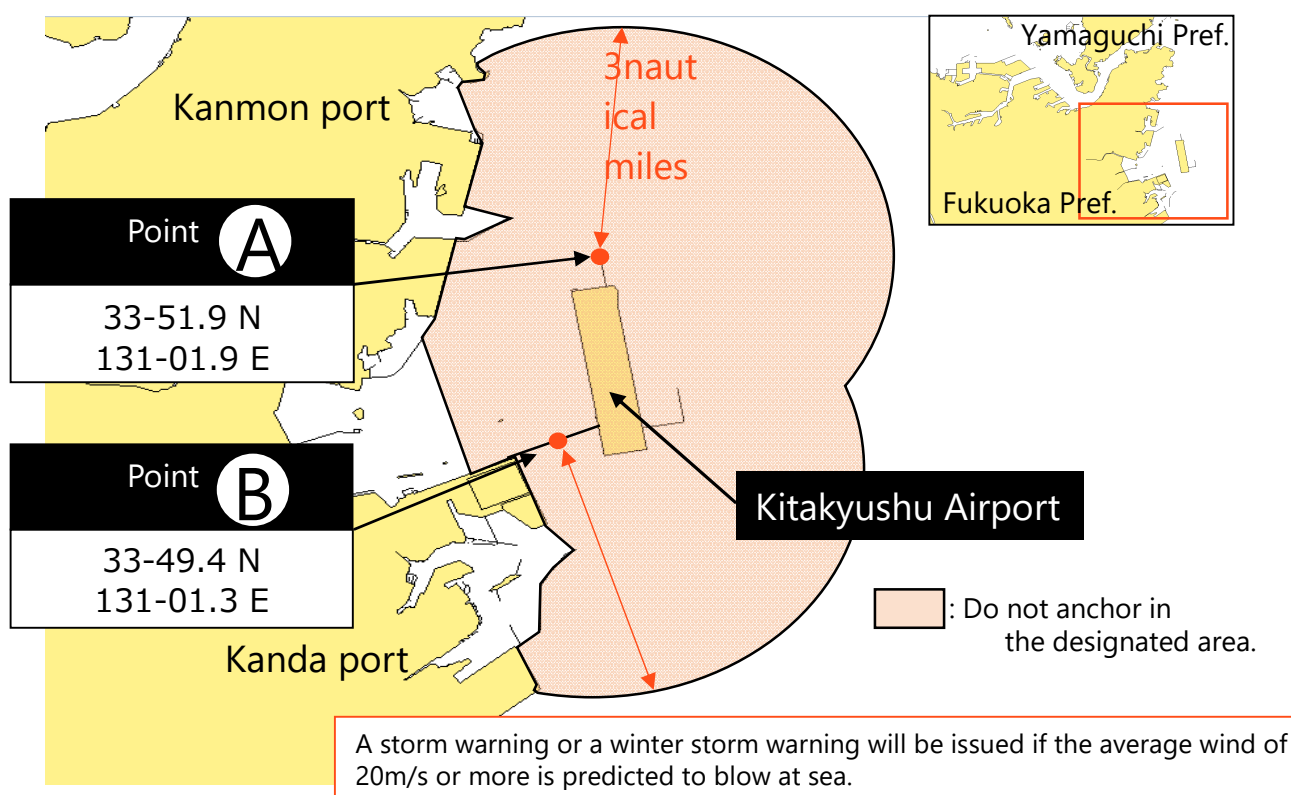 Yamaguchi Pref.
Fukuoka Pref.
3naut
ical
miles
Kanmon port
Point A
33-51.9 N
131-01.9 E
Point B
33-49.4 N
131-01.3 E
Kitakyushu Airport
Kanda port
: Do not anchor in
the designated area.
A storm warning or a winter storm warning will be issued if the average wind of
20m/s or more is predicted to blow at sea.